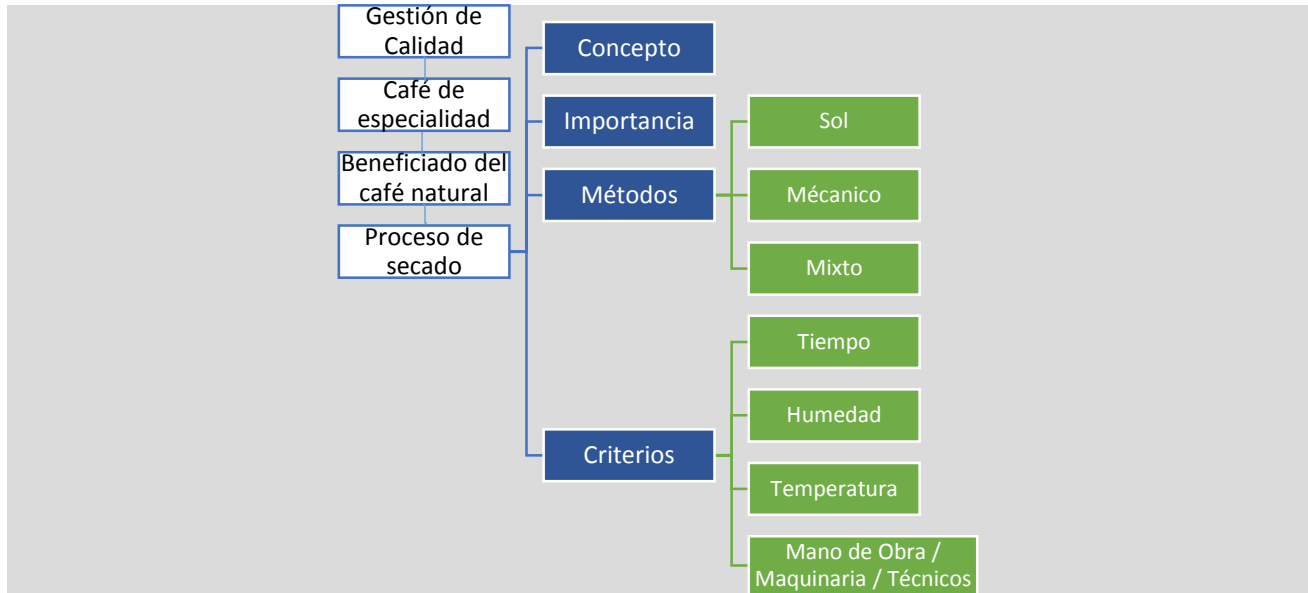 Gestión de
Calidad
Café de
especialidad
Beneficiado del
café natural
Proceso de
secado
Concepto
Importancia
Métodos
Criterios
Sol
Mécanico
Mixto
Tiempo
Humedad
Temperatura
Mano de Obra /
Maquinaria / Técnicos